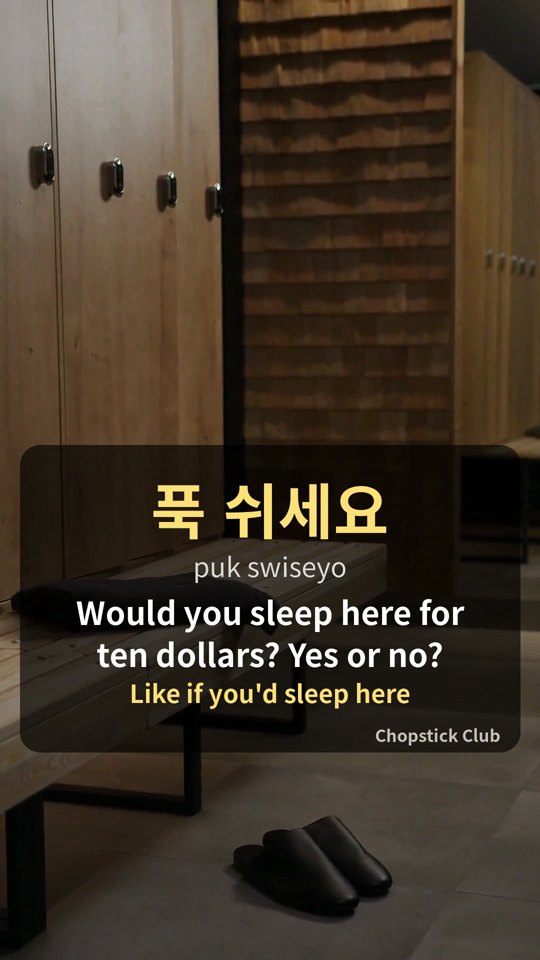 푹 쉬세요
puk swiseyo
Would you sleep here for
ten dollars? Yes or no?
Like if you'd sleep here
Chopstick Club